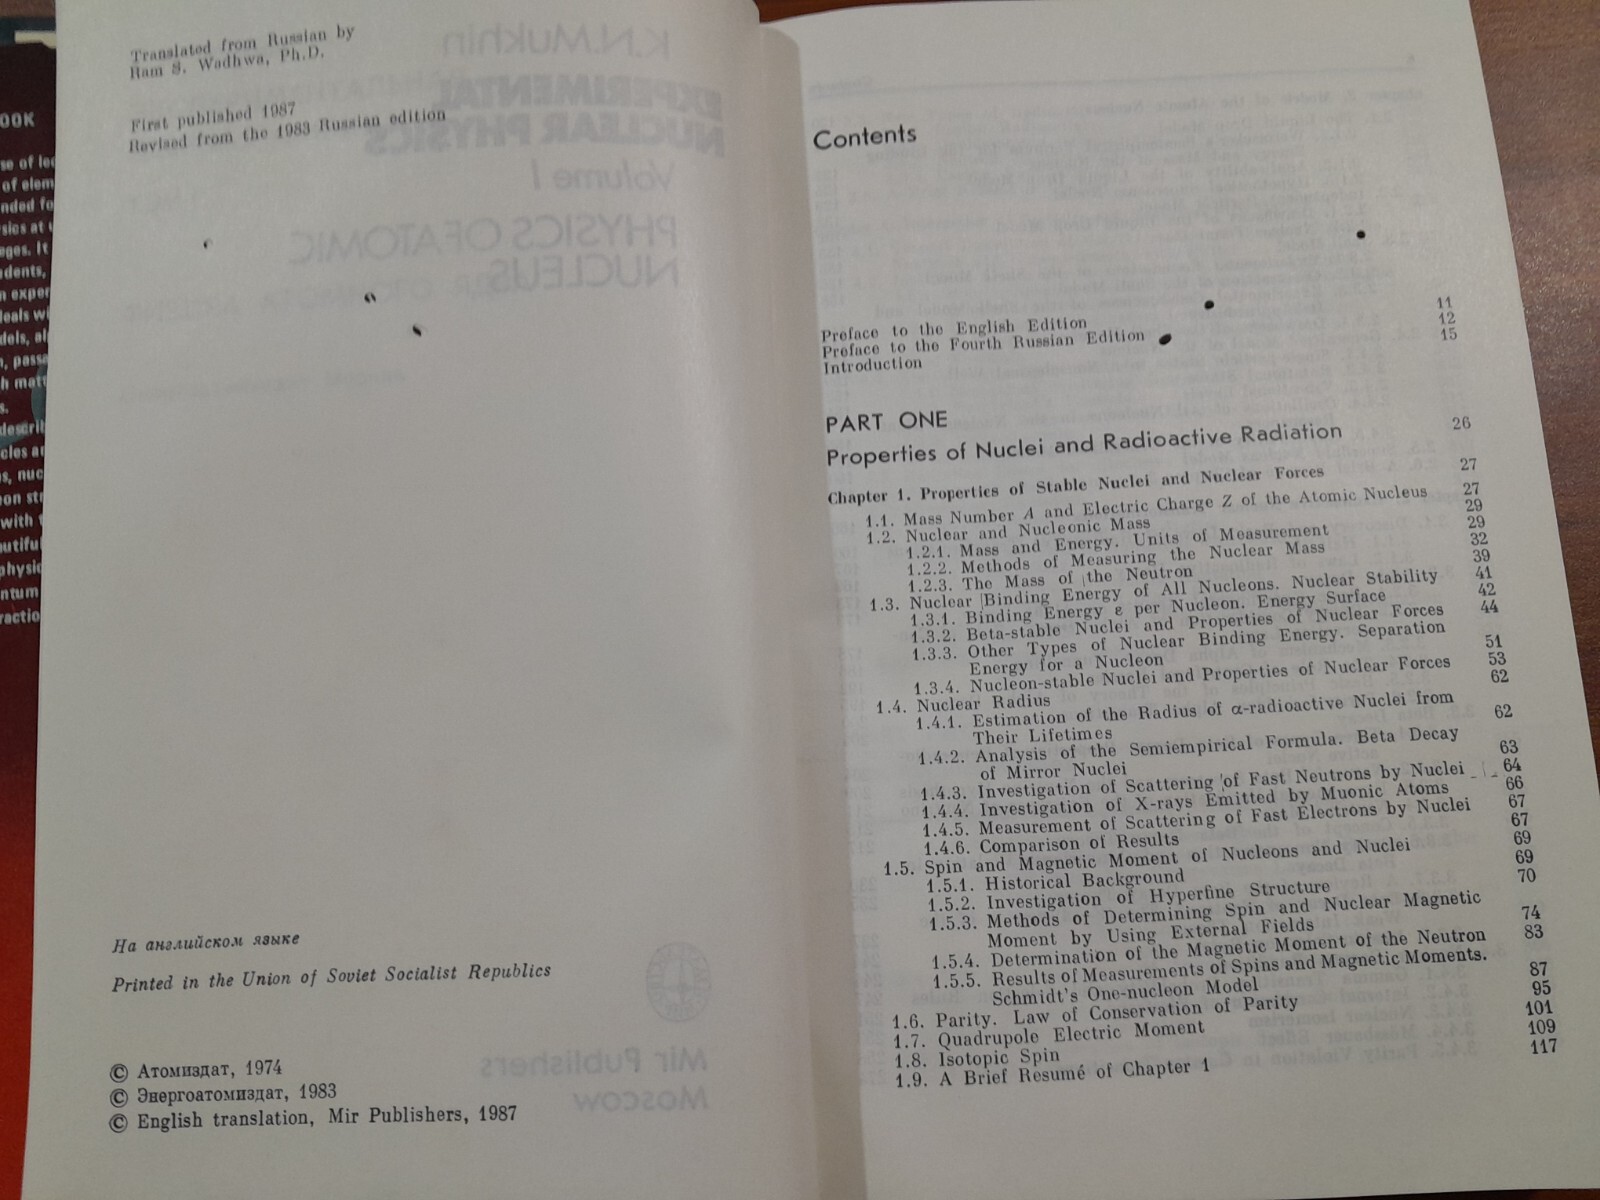 OOK
Translated from Russian by
Ram S. Wadhwa, Ph.D.
First published 1987
Revised from the 1983 Russian edition
K.N.Mukhin
EXPERIMENTAL
NUCLEAR PHYSICS
Volume I
PHYSICS OF ATOMIC
NUCLEUS
На английском языке
Printed in the Union of Soviet Socialist Republics
Mir Publishers
Moscow
© Атомиздат, 1974
© Энергоатомиздат, 1983
© English translation, Mir Publishers, 1987
Contents
Preface to the English Edition 11
Preface to the Fourth Russian Edition 12
Introduction 15
PART ONE
Properties of Nuclei and Radioactive Radiation 26
Chapter 1. Properties of Stable Nuclei and Nuclear Forces 27
1.1. Mass Number A and Electric Charge Z of the Atomic Nucleus 27
1.2. Nuclear and Nucleonic Mass 29
1.2.1. Mass and Energy. Units of Measurement 29
1.2.2. Methods of Measuring the Nuclear Mass 32
1.2.3. The Mass of the Neutron 39
1.3. Nuclear Binding Energy of All Nucleons. Nuclear Stability 41
1.3.1. Binding Energy ε per Nucleon. Energy Surface 42
1.3.2. Beta-stable Nuclei and Properties of Nuclear Forces 44
1.3.3. Other Types of Nuclear Binding Energy. Separation
Energy for a Nucleon 51
1.3.4. Nucleon-stable Nuclei and Properties of Nuclear Forces 53
1.4. Nuclear Radius 62
1.4.1. Estimation of the Radius of α-radioactive Nuclei from
Their Lifetimes 62
1.4.2. Analysis of the Semiempirical Formula. Beta Decay
of Mirror Nuclei 63
1.4.3. Investigation of Scattering of Fast Neutrons by Nuclei 64
1.4.4. Investigation of X-rays Emitted by Muonic Atoms 66
1.4.5. Measurement of Scattering of Fast Electrons by Nuclei 67
1.4.6. Comparison of Results 67
1.5. Spin and Magnetic Moment of Nucleons and Nuclei 69
1.5.1. Historical Background 69
1.5.2. Investigation of Hyperfine Structure 70
1.5.3. Methods of Determining Spin and Nuclear Magnetic
Moment by Using External Fields 74
1.5.4. Determination of the Magnetic Moment of the Neutron 83
1.5.5. Results of Measurements of Spins and Magnetic Moments.
Schmidt's One-nucleon Model 87
1.6. Parity. Law of Conservation of Parity 95
1.7. Quadrupole Electric Moment 101
1.8. Isotopic Spin 109
1.9. A Brief Resumé of Chapter 1 117